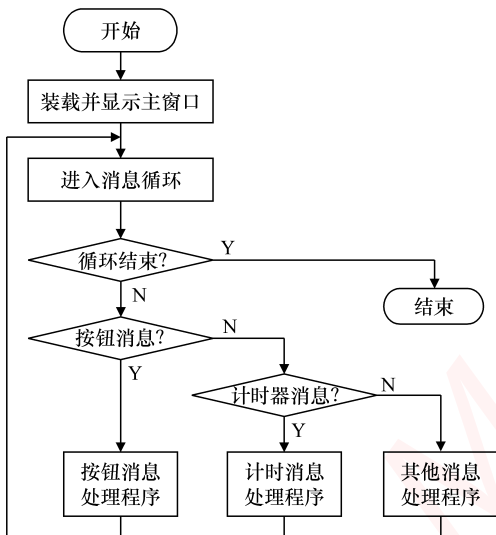 开始
装载并显示主窗口
进入消息循环
循环结束?
Y
N
结束
按钮消息?
N
Y
计时器消息?
N
Y
按钮消息
处理程序
计时消息
处理程序
其他消息
处理程序